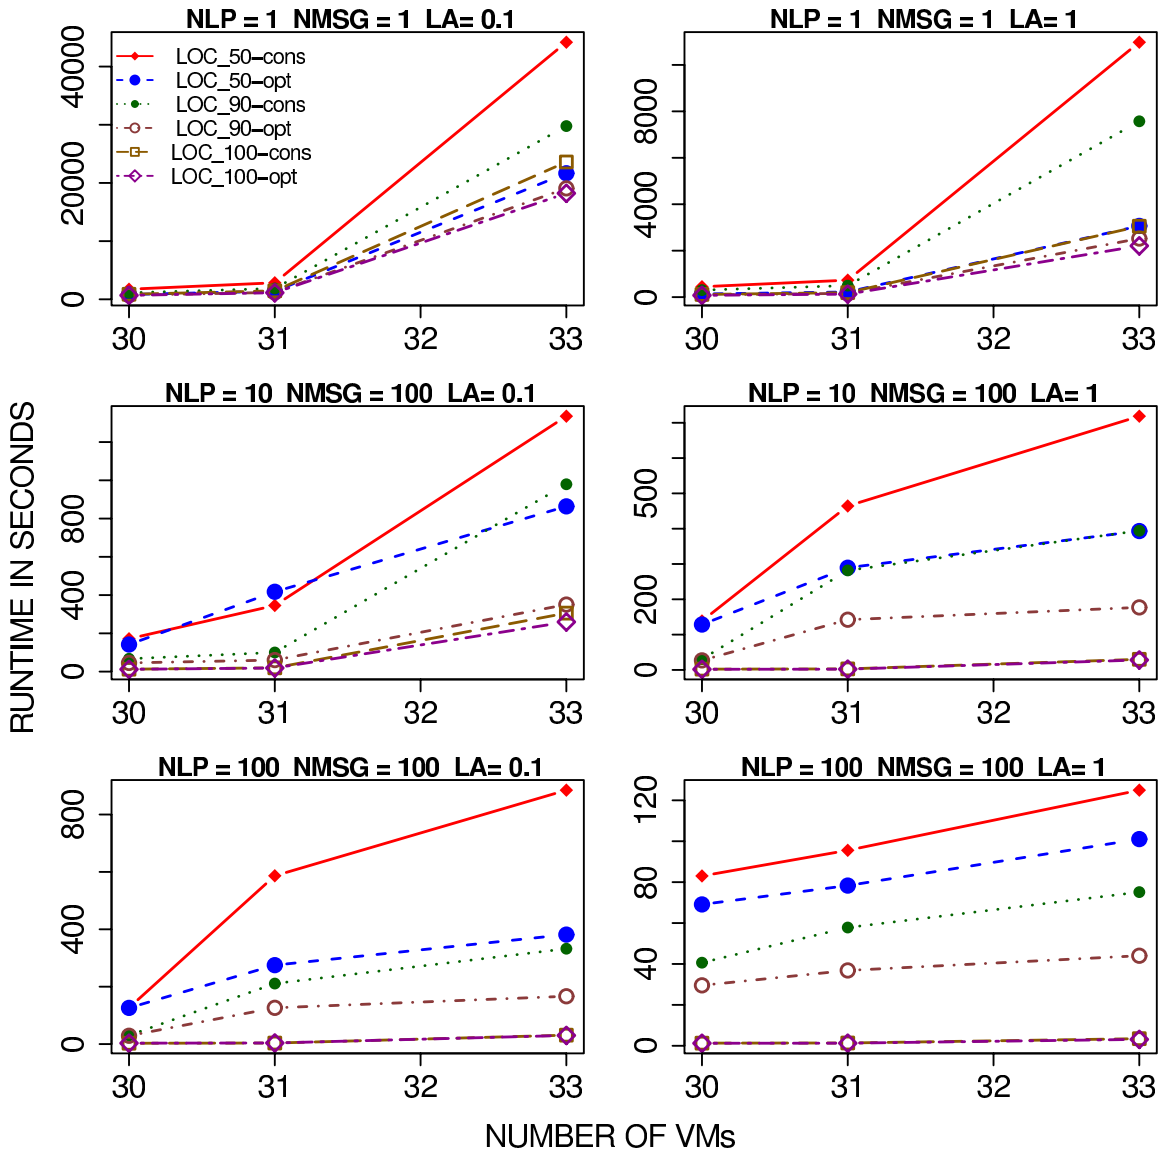 NLP = 1 NMSG = 1 LA= 0.1
40000
20000
0
LOC_50-cons
LOC_50-opt
LOC_90-cons
LOC_90-opt
LOC_100-cons
LOC_100-opt
30 31 32 33
NLP = 1 NMSG = 1 LA= 1
8000
4000
0
30 31 32 33
RUNTIME IN SECONDS
NLP = 10 NMSG = 100 LA= 0.1
800
400
0
30 31 32 33
NLP = 10 NMSG = 100 LA= 1
500
200
0
30 31 32 33
NLP = 100 NMSG = 100 LA= 0.1
800
400
0
30 31 32 33
NLP = 100 NMSG = 100 LA= 1
120
80
40
0
30 31 32 33
NUMBER OF VMs